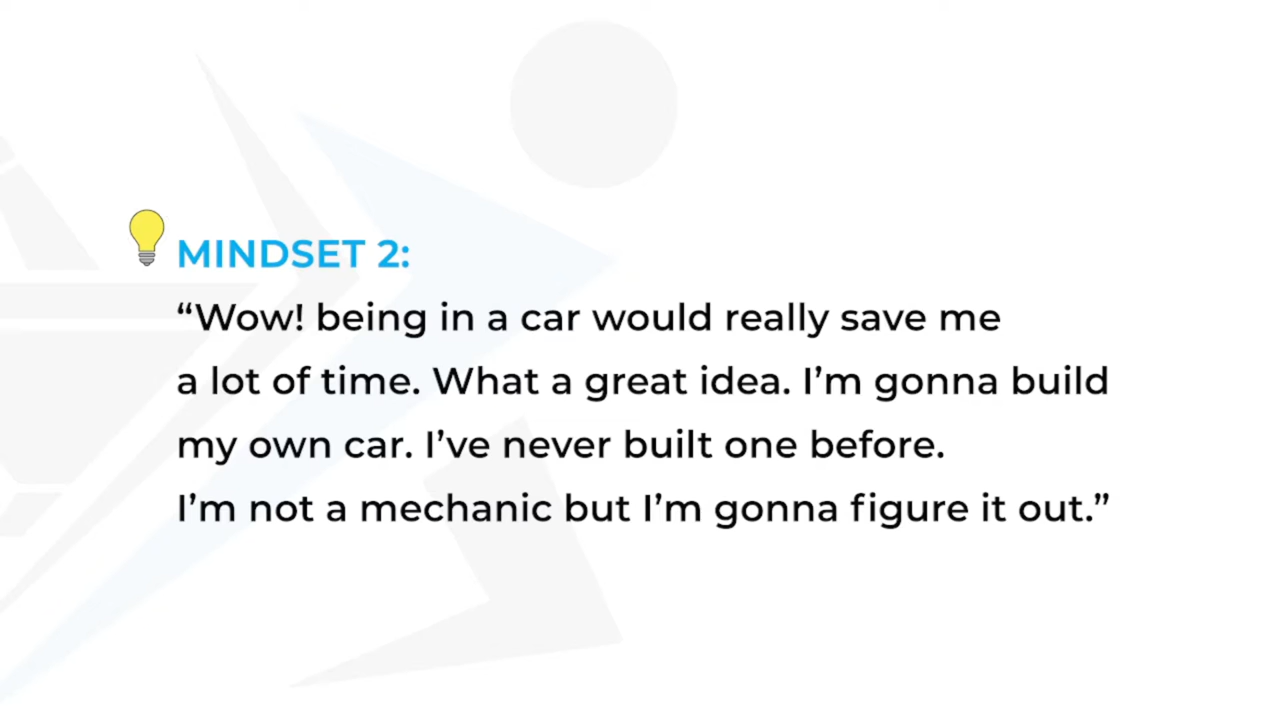 MINDSET 2:
“Wow! being in a car would really save me
a lot of time. What a great idea. I’m gonna build
my own car. I’ve never built one before.
I’m not a mechanic but I’m gonna figure it out.”